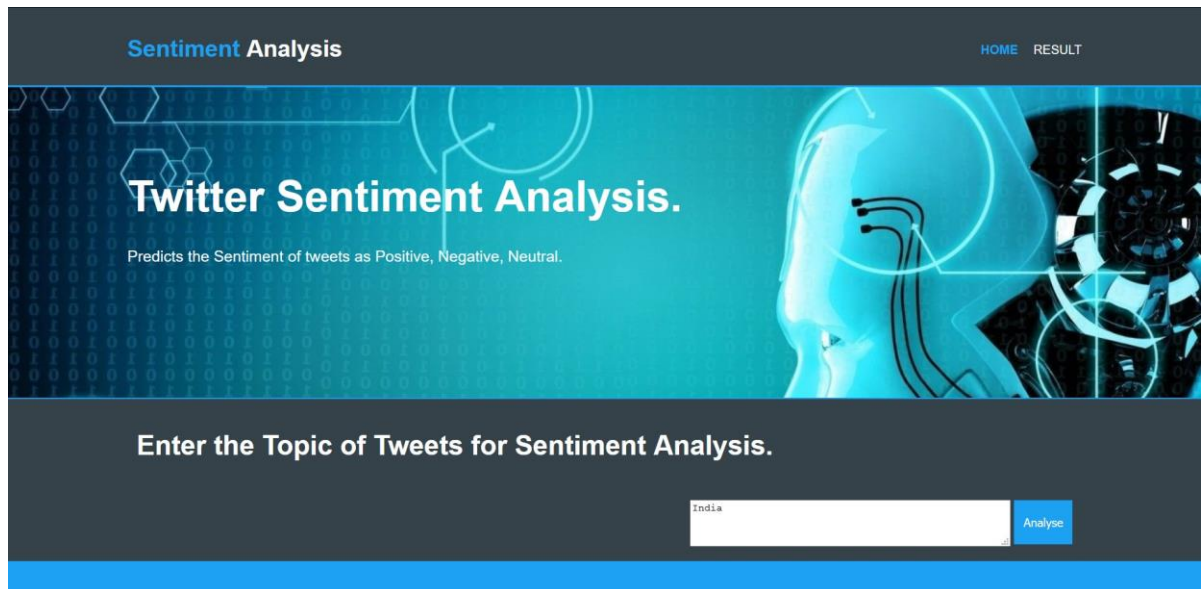 Sentiment Analysis
HOME RESULT
Twitter Sentiment Analysis.
Predicts the Sentiment of tweets as Positive, Negative, Neutral.
Enter the Topic of Tweets for Sentiment Analysis.
India
Analyse